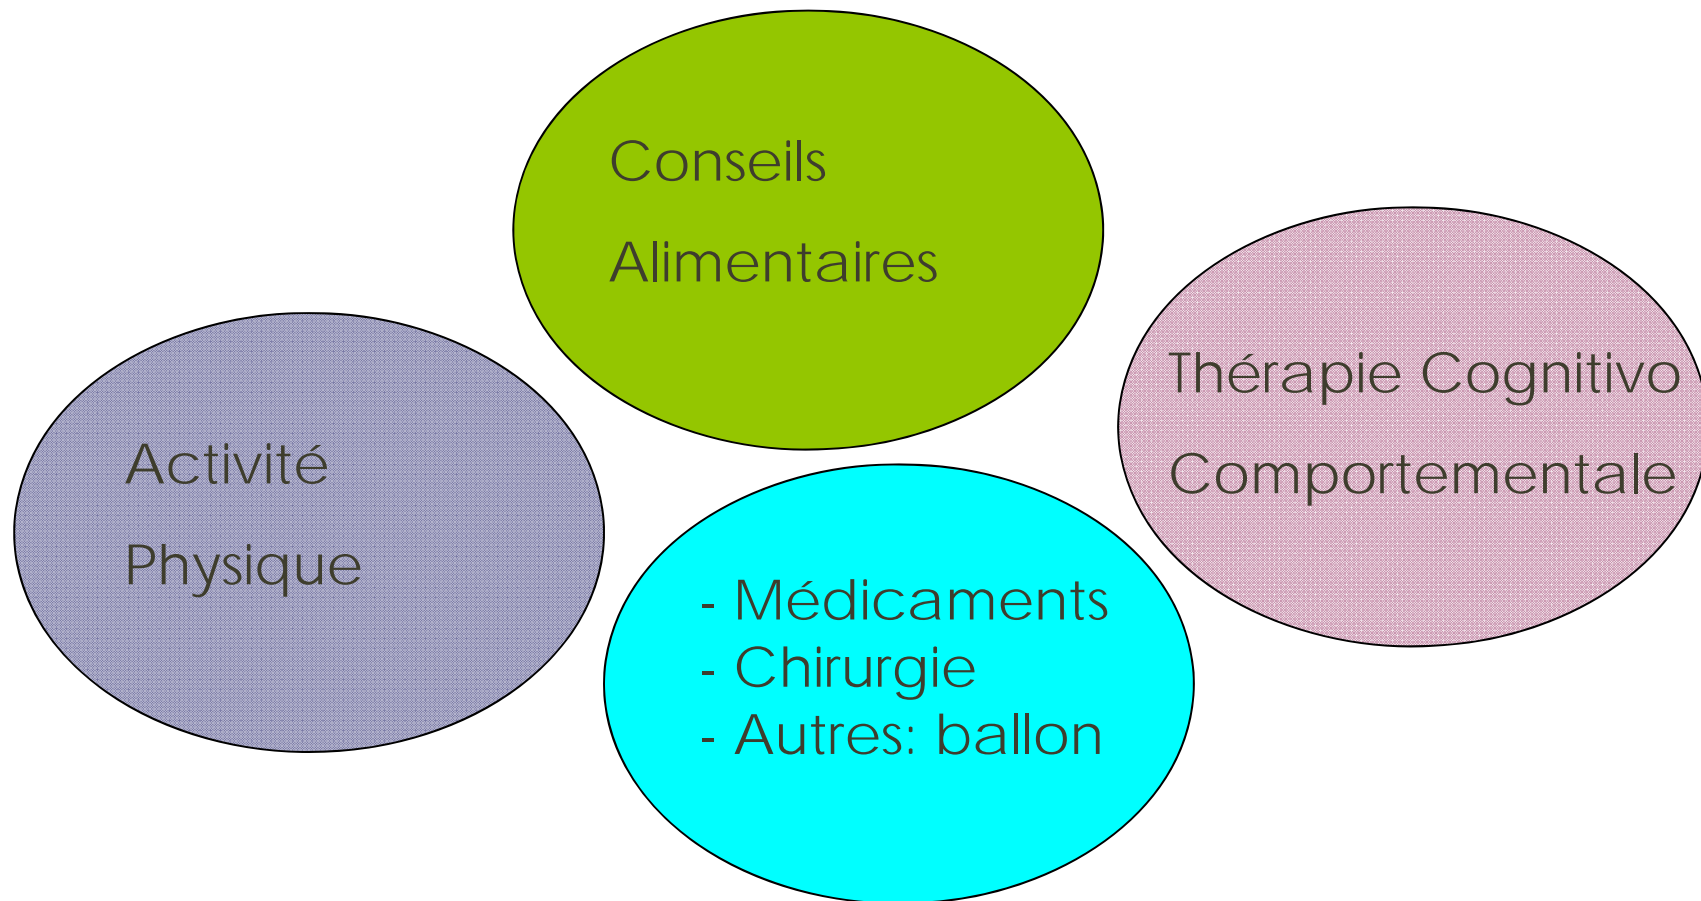 Conseils
Alimentaires
Thérapie Cognitivo
Comportementale
Activité
Physique
- Médicaments
- Chirurgie
- Autres: ballon